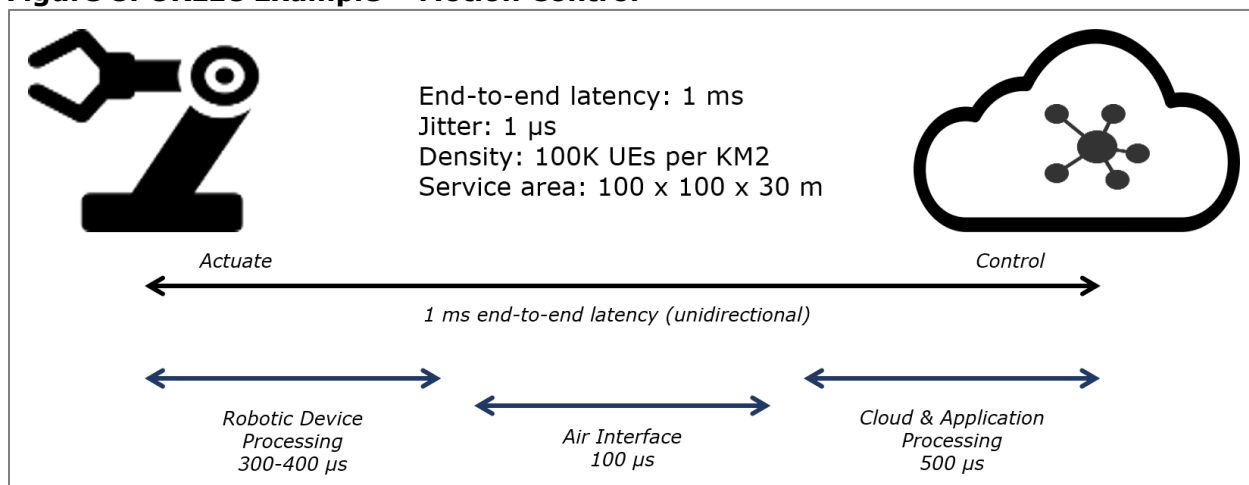 End-to-end latency: 1 ms
Jitter: 1 µs
Density: 100K UEs per KM2
Service area: 100 x 100 x 30 m
Actuate
Control
1 ms end-to-end latency (unidirectional)
Robotic Device
Processing
300-400 µs
Air Interface
100 µs
Cloud & Application
Processing
500 µs